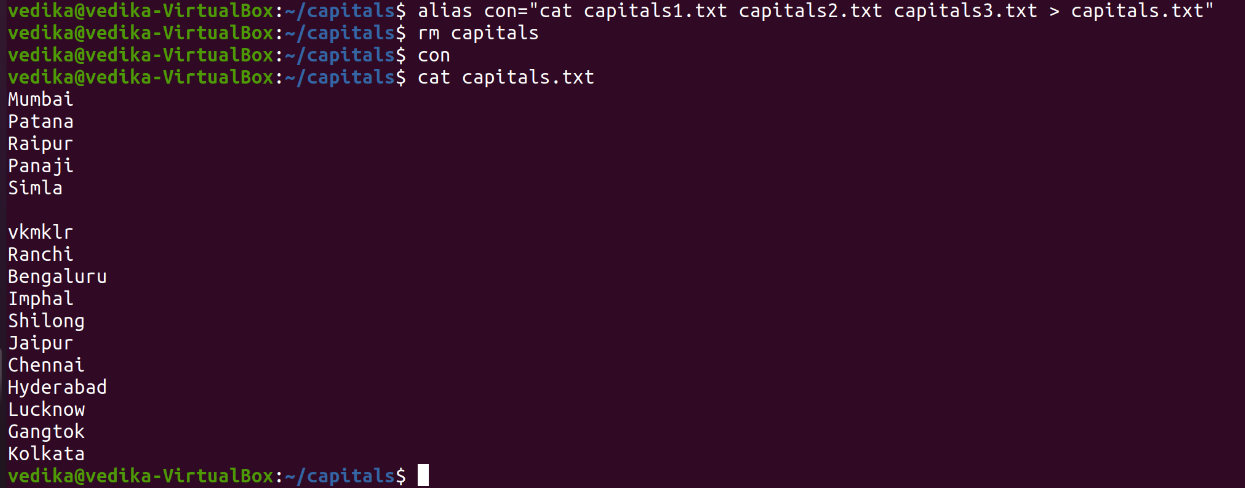 vedika@vedika-VirtualBox:~/capitals$ alias con="cat capitals1.txt capitals2.txt capitals3.txt > capitals.txt"
vedika@vedika-VirtualBox:~/capitals$ rm capitals
vedika@vedika-VirtualBox:~/capitals$ con
vedika@vedika-VirtualBox:~/capitals$ cat capitals.txt
Mumbai
Patana
Raipur
Panaji
Simla

vkmklr
Ranchi
Bengaluru
Imphal
Shilong
Jaipur
Chennai
Hyderabad
Lucknow
Gangtok
Kolkata
vedika@vedika-VirtualBox:~/capitals$